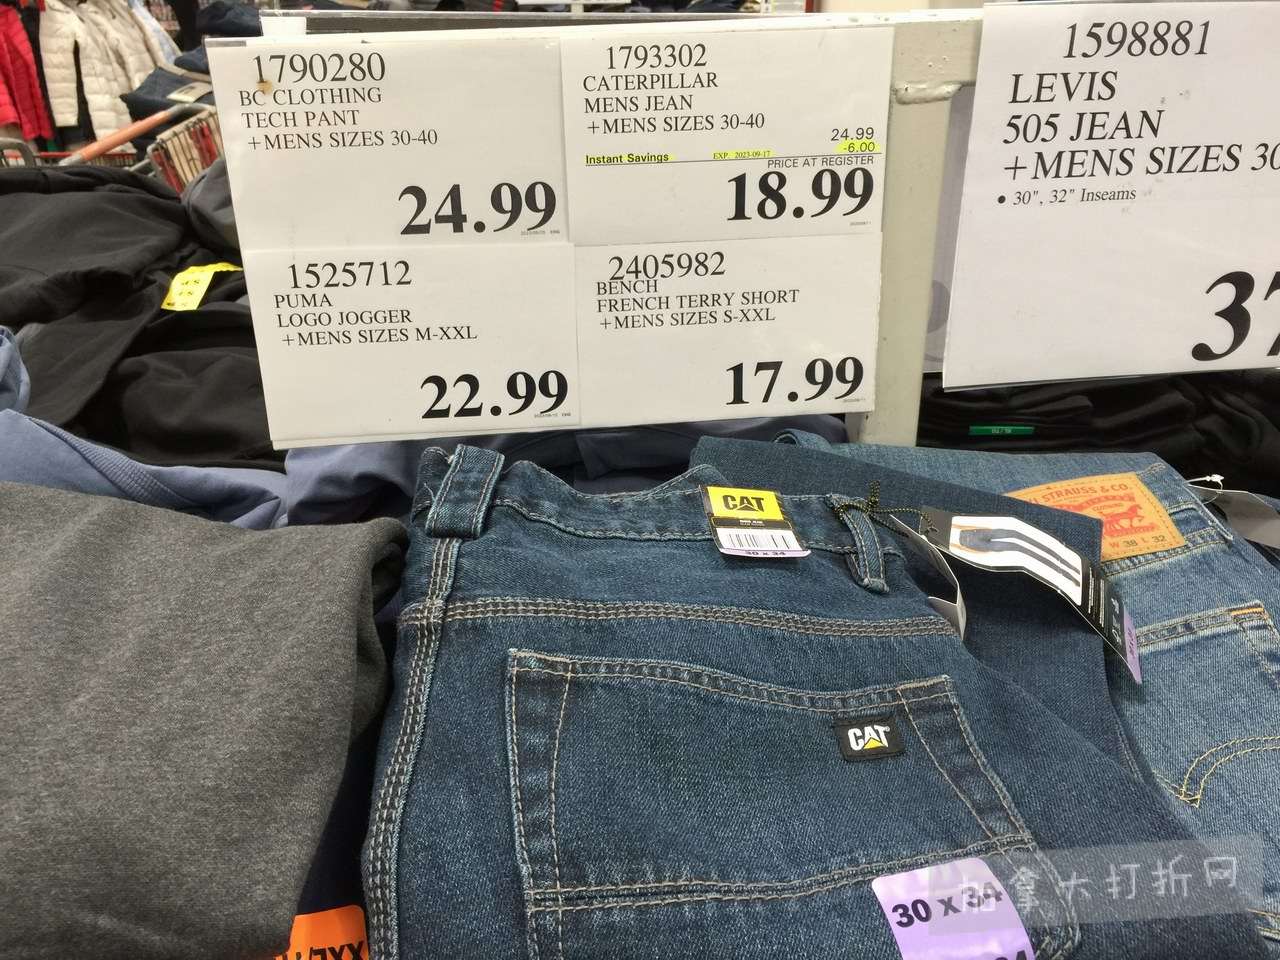 1790280
BC CLOTHING
TECH PANT
+MENS SIZES 30-40
24.99
1793302
CATERPILLAR
MENS JEAN
+MENS SIZES 30-40
24.99
Instant Savings EXP. 2023-09-17 -6.00
PRICE AT REGISTER
18.99
1525712
PUMA
LOGO JOGGER
+MENS SIZES M-XXL
22.99
2405982
BENCH
FRENCH TERRY SHORT
+MENS SIZES S-XXL
17.99
1598881
LEVIS
505 JEAN
+MENS SIZES 30
• 30", 32" Inseams
37
CAT
30 x 34
STRAUSS & CO.
W 38 L 32
CAT
30 x 34
加拿大打折网